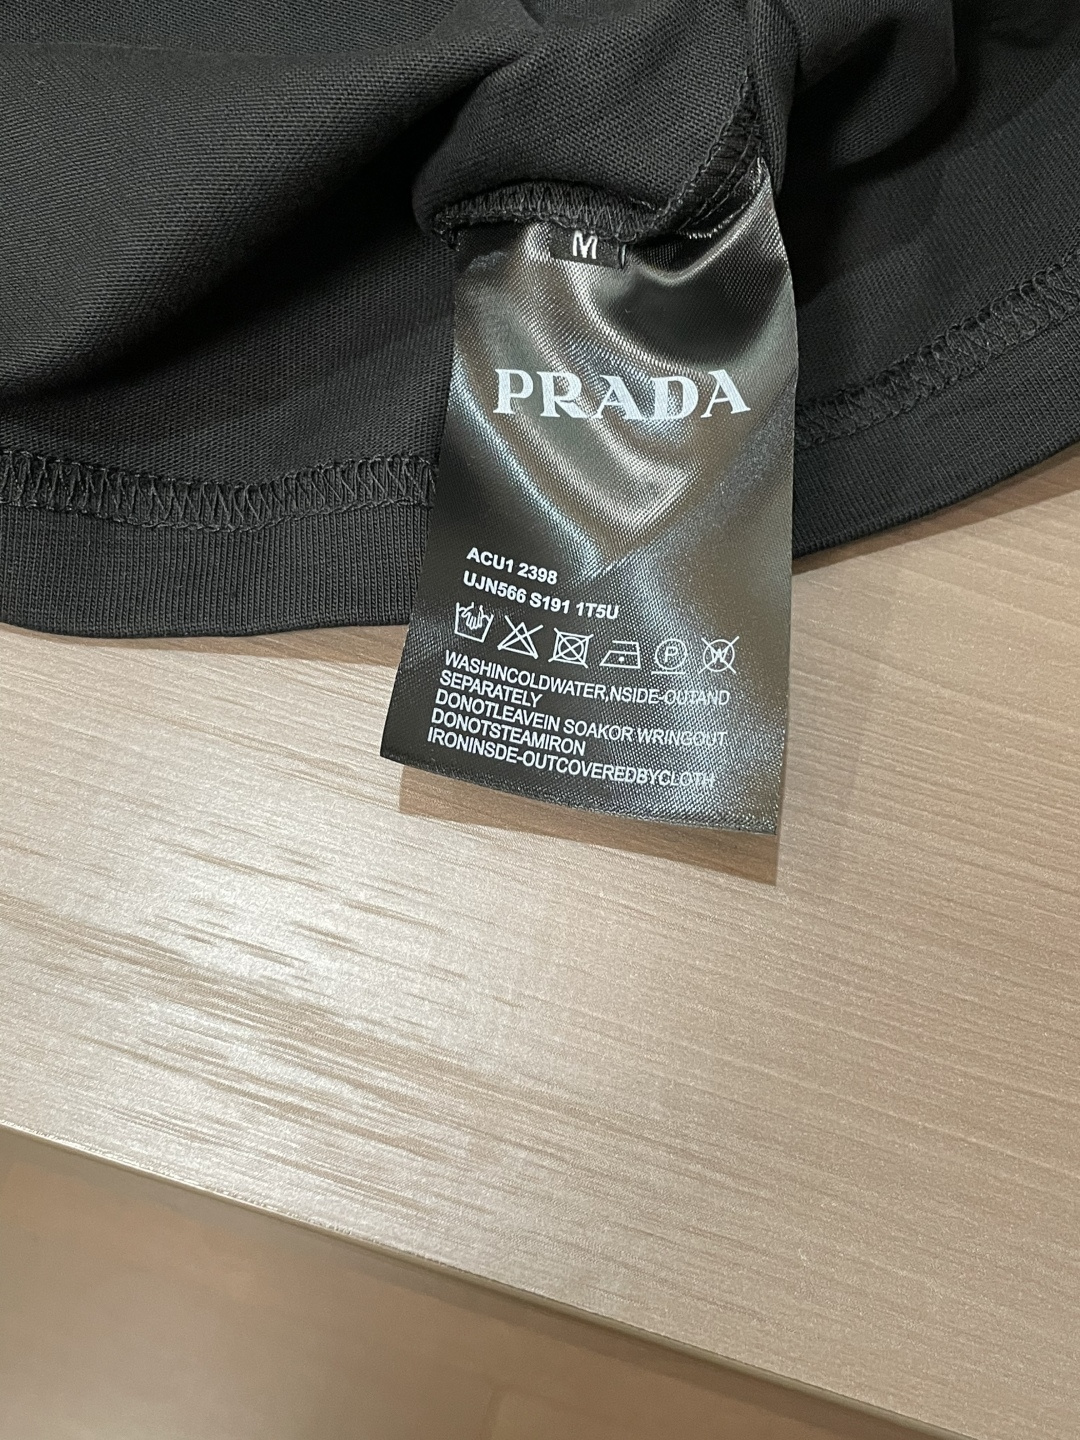 M
PRADA
ACU1 2398
UJN566 S191 1T5U
P
W
WASHINCOLDWATER,NSIDE-OUTAND
SEPARATELY
DONOTLEAVEIN SOAKOR WRINGOUT
DONOTSTEAMIRON
IRONINSDE-OUTCOVEREDBYCLOTH